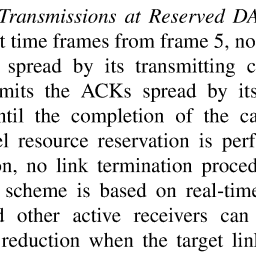 Transmissions at Reserved DA
t time frames from frame 5, no
spread by its transmitting c
mits the ACKs spread by its
ntil the completion of the ca
el resource reservation is perf
on, no link termination proced
scheme is based on real-time
d other active receivers can
reduction when the target lin